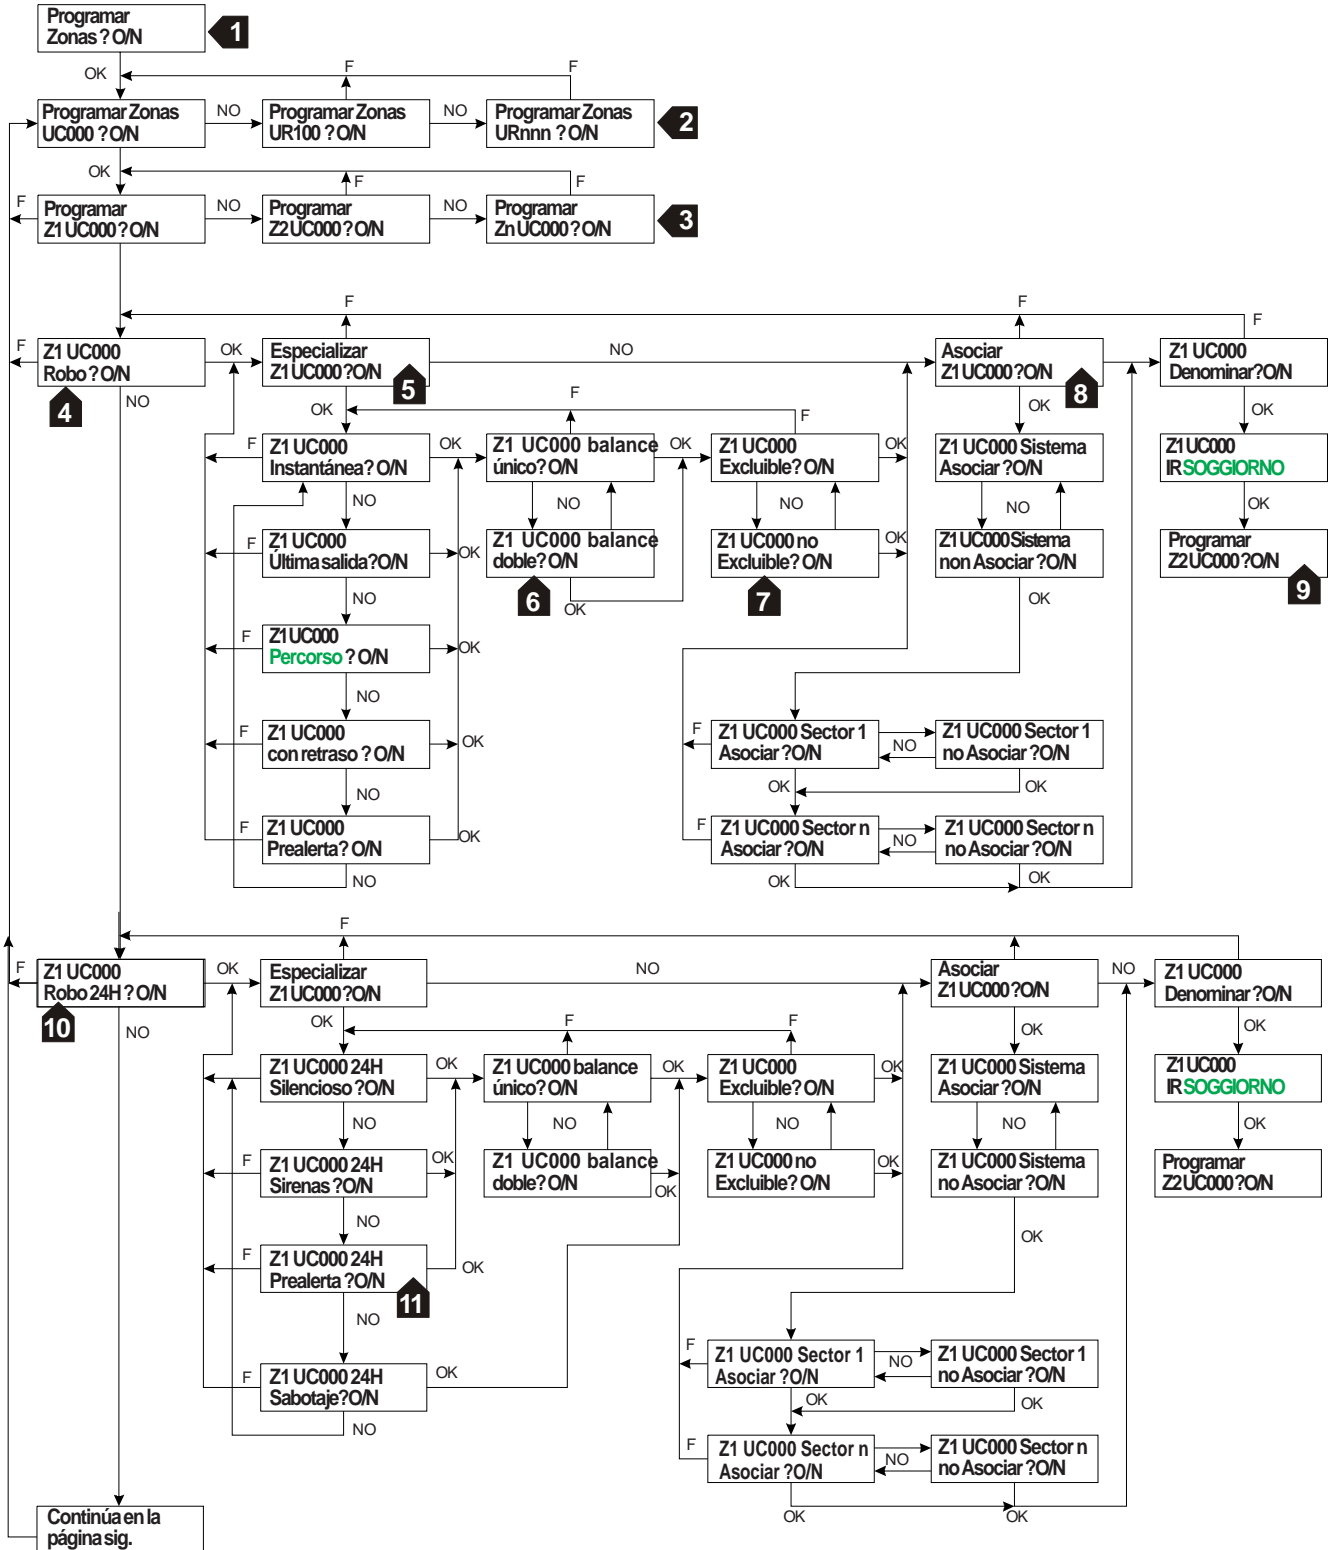 Programar
Zonas ? O/N
1
OK
F
F
Programar Zonas
UC000 ? O/N
NO
Programar Zonas
UR100 ? O/N
NO
Programar Zonas
URnnn ? O/N
2
OK
F
F
F
Programar
Z1 UC000 ? O/N
NO
Programar
Z2 UC000 ? O/N
NO
Programar
Zn UC000 ? O/N
3
F
F
F
F
Z1 UC000
Robo ? O/N
4
OK
NO
Especializar
Z1 UC000 ? O/N
5
NO
Asociar
Z1 UC000 ? O/N
8
Z1 UC000
Denominar? O/N
OK
F
F
OK
OK
F
Z1 UC000
Instantánea? O/N
OK
Z1 UC000 balance
único? O/N
OK
Z1 UC000
Excluible? O/N
OK
Z1 UC000 Sistema
Asociar ? O/N
Z1 UC000
IR SOGGIORNO
NO
NO
NO
NO
OK
F
Z1 UC000
Última salida? O/N
OK
Z1 UC000 balance
doble? O/N
6
OK
Z1 UC000 no
Excluible? O/N
7
OK
Z1 UC000 Sistema
non Asociar ? O/N
Programar
Z2 UC000 ? O/N
9
NO
OK
F
Z1 UC000
Percorso ? O/N
OK
NO
F
Z1 UC000
con retraso ? O/N
OK
F
Z1 UC000 Sector 1
Asociar ? O/N
NO
Z1 UC000 Sector 1
no Asociar ? O/N
NO
OK
OK
F
Z1 UC000
Prealerta? O/N
OK
F
Z1 UC000 Sector n
Asociar ? O/N
NO
Z1 UC000 Sector n
no Asociar ? O/N
NO
OK
OK
F
F
Z1 UC000
Robo 24H ? O/N
10
OK
NO
Especializar
Z1 UC000 ? O/N
NO
Asociar
Z1 UC000 ? O/N
NO
Z1 UC000
Denominar ? O/N
OK
F
F
OK
OK
Z1 UC000 24H
Silencioso ? O/N
OK
Z1 UC000 balance
único? O/N
OK
Z1 UC000
Excluible? O/N
OK
Z1 UC000 Sistema
Asociar ? O/N
Z1 UC000
IR SOGGIORNO
NO
NO
NO
NO
OK
F
Z1 UC000 24H
Sirenas ? O/N
OK
Z1 UC000 balance
doble? O/N
OK
Z1 UC000 no
Excluible? O/N
OK
Z1 UC000 Sistema
no Asociar ? O/N
Programar
Z2 UC000 ? O/N
NO
OK
F
Z1 UC000 24H
Prealerta ? O/N
11
OK
NO
F
Z1 UC000 24H
Sabotaje? O/N
OK
NO
F
Z1 UC000 Sector 1
Asociar ? O/N
NO
Z1 UC000 Sector 1
no Asociar ? O/N
OK
OK
F
Z1 UC000 Sector n
Asociar ? O/N
NO
Z1 UC000 Sector n
no Asociar ? O/N
OK
OK
Continúa en la
página sig.